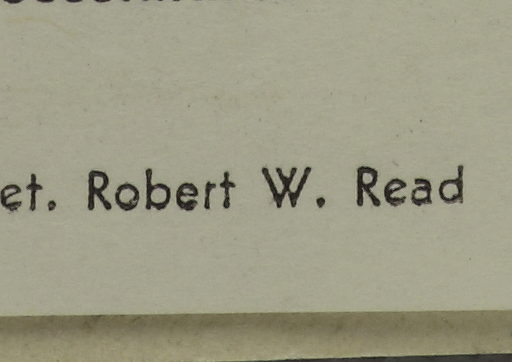 et. Robert W. Read